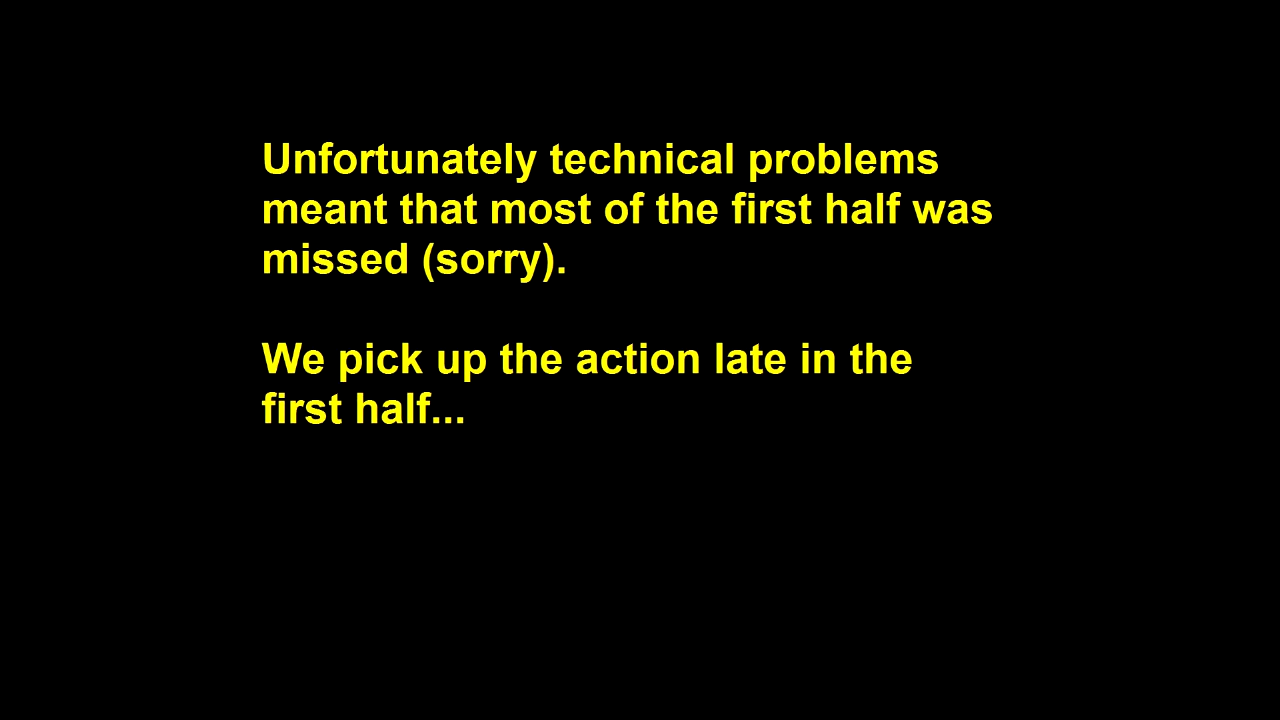 Unfortunately technical problems
meant that most of the first half was
missed (sorry).
We pick up the action late in the
first half...